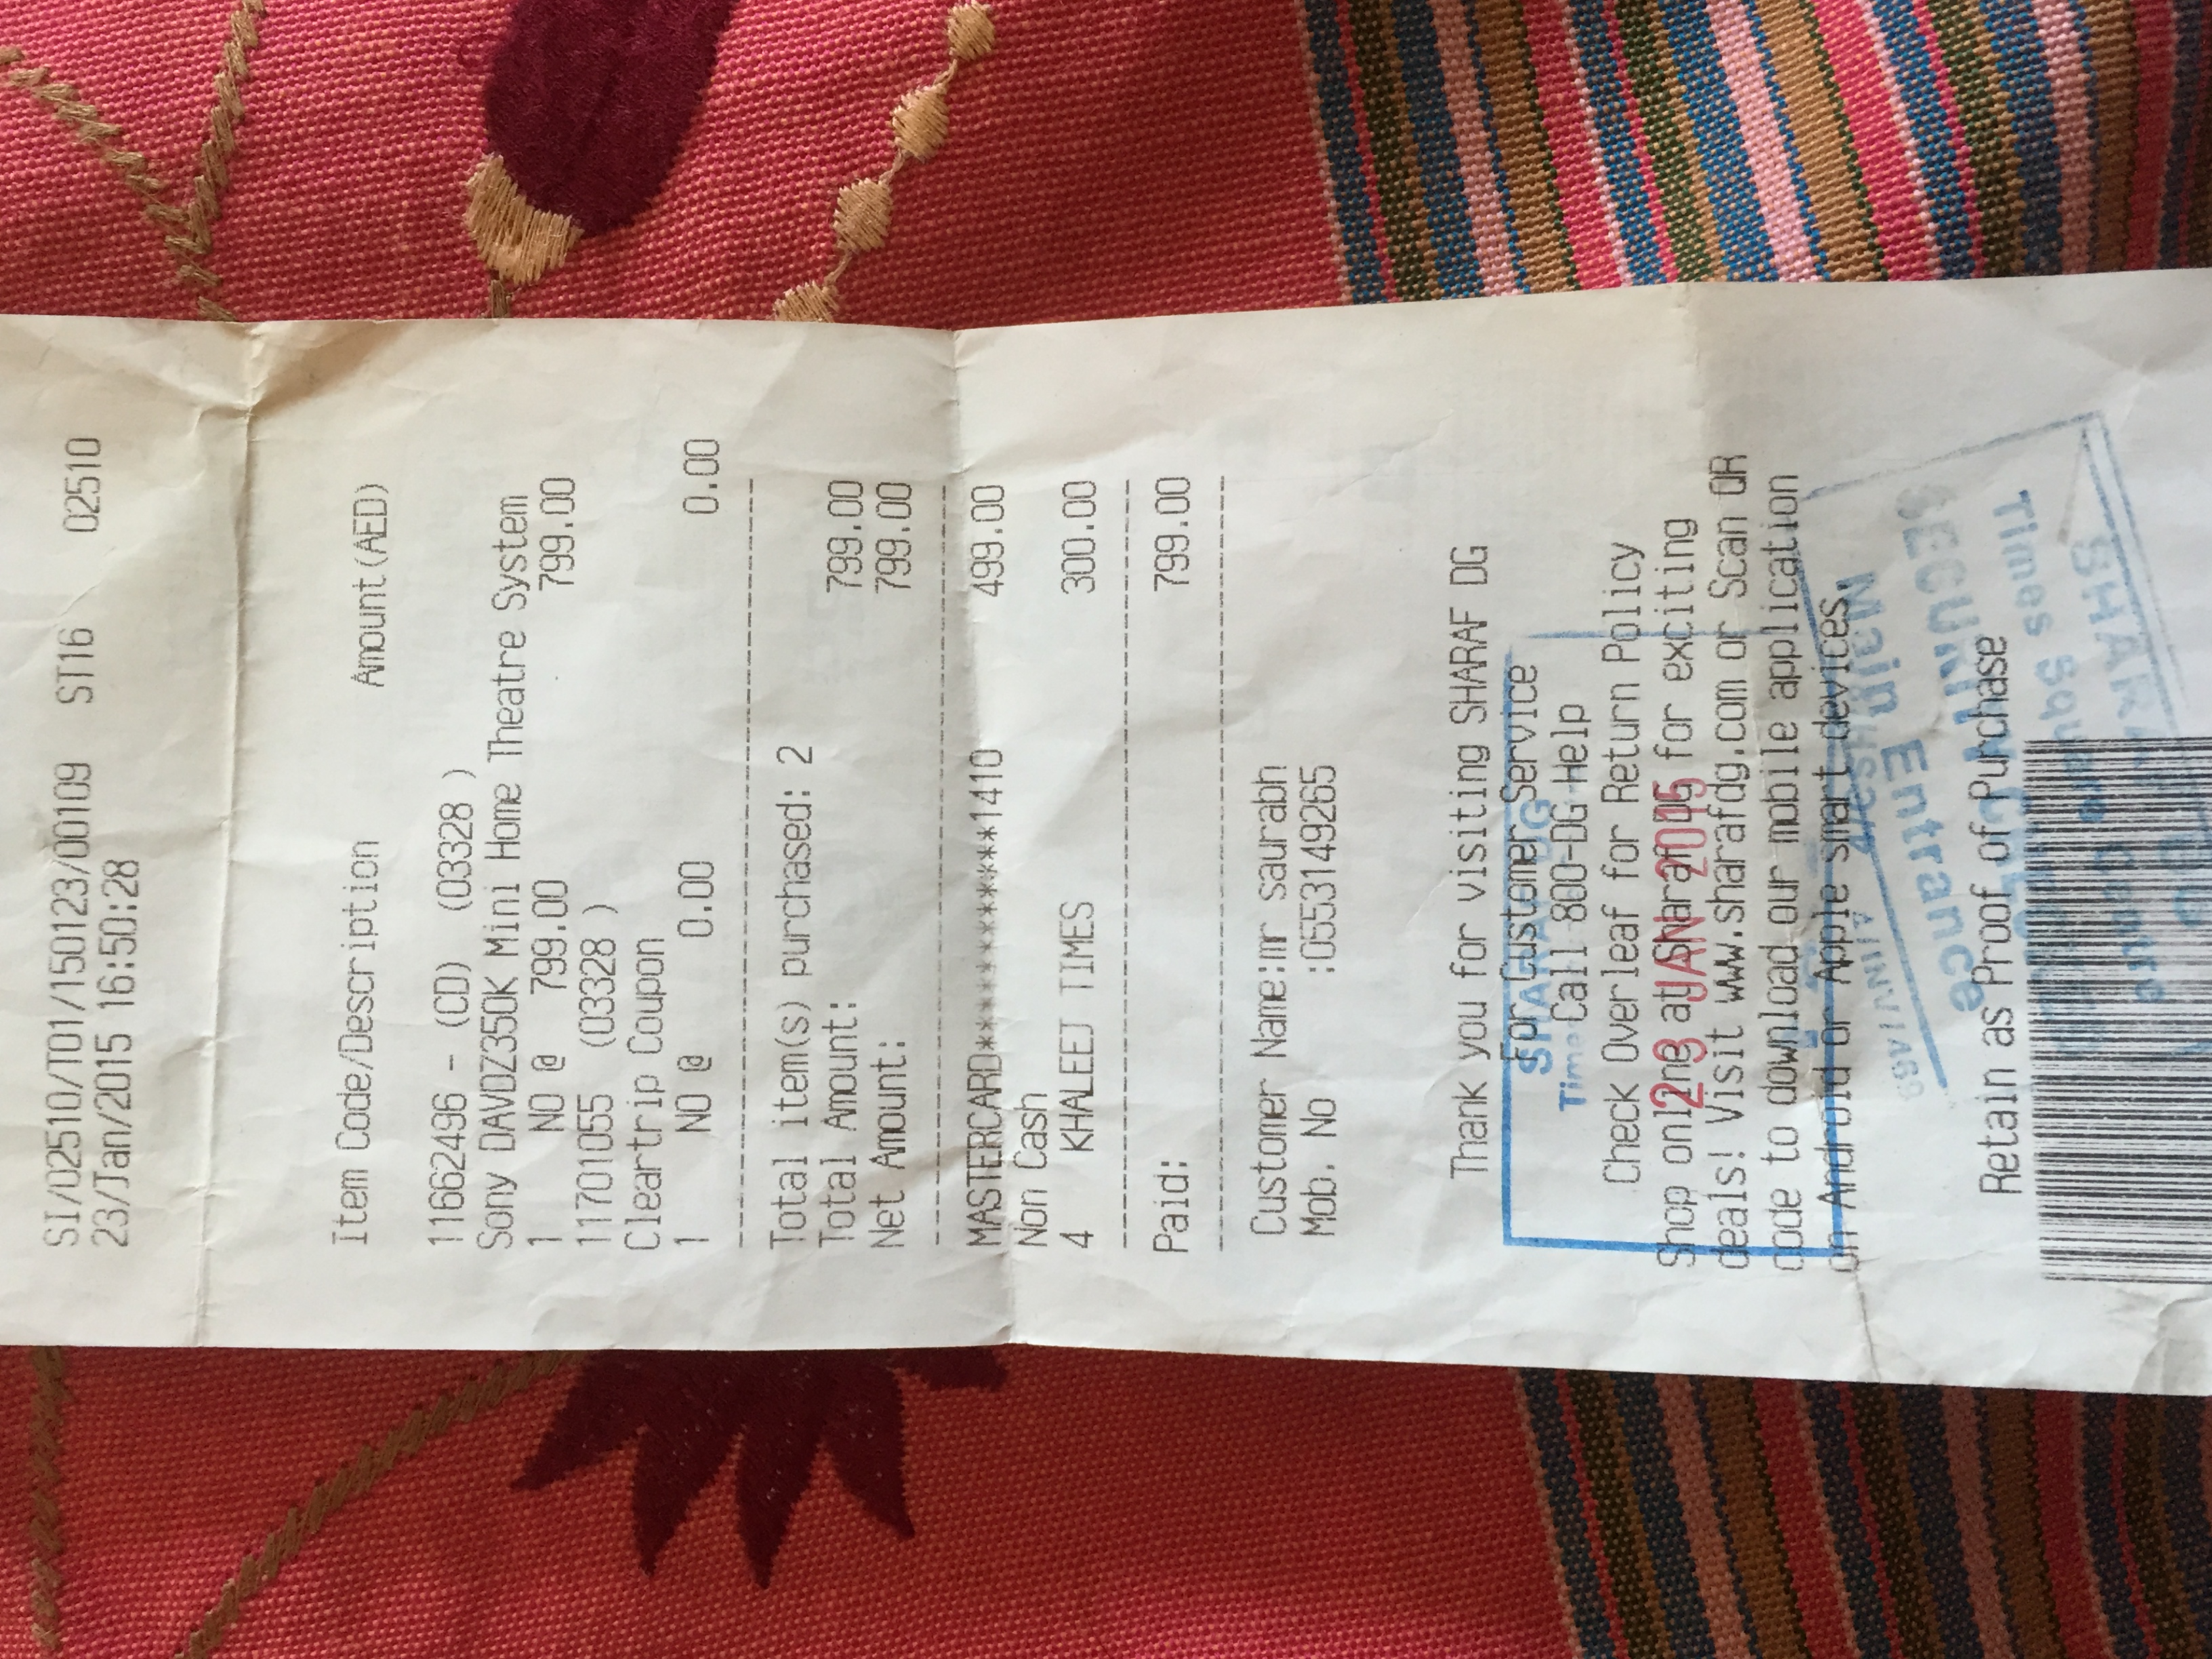 SI/02510/T01/150123/00109 ST16 02510
23/Jan/2015 16:50:28
Item Code/Description Amount(AED)
11662496 - (CD) (03328 )
Sony DAVDZ350K Mini Home Theatre System
1 NO @ 799.00 799.00
11701055 (03328 )
Cleartrip Coupon
1 NO @ 0.00 0.00
Total item(s) purchased: 2
Total Amount: 799.00
Net Amount: 799.00
MASTERCARD************1410 499.00
Non Cash
4 KHALEEJ TIMES 300.00
Paid: 799.00
Customer Name:mr saurabh
Mob. No :0553149265
Thank you for visiting SHARAF DG
For Customer Service
SHARAF DG
Call 800-DG Help
Check Overleaf for Return Policy
Shop online at Sharaf DG for exciting
23 JAN 2015
deals! Visit www.sharafdg.com or Scan QR
code to download our mobile application
on Android or Apple smart devices
Main Entrance
SECURITY
Retain as Proof of Purchase
Times Square Centre
SHARAF DG